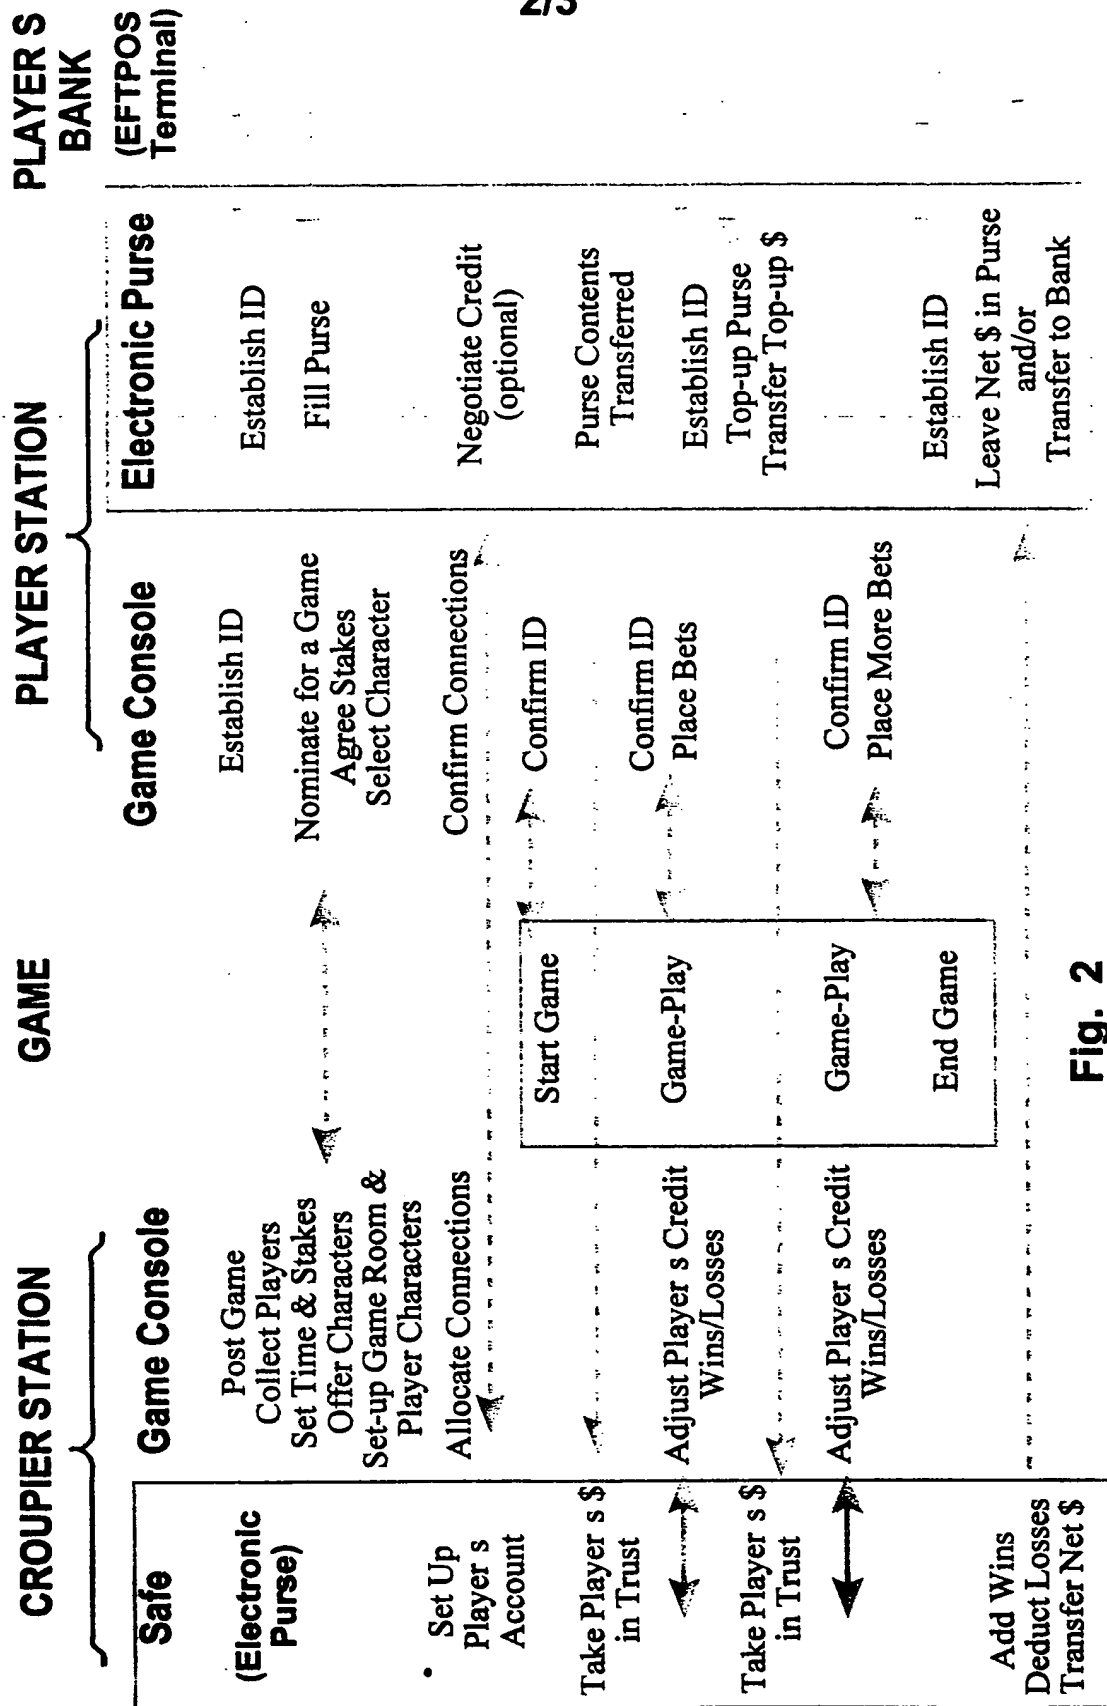 2/3
CROUPIER STATION
GAME
PLAYER STATION
PLAYER S
BANK
Safe
Game Console
Game Console
Electronic Purse
(EFTPOS
Terminal)
(Electronic
Purse)
Post Game
Collect Players
Set Time & Stakes
Offer Characters
Set-up Game Room &
Player Characters
Establish ID
Nominate for a Game
Agree Stakes
Select Character
Establish ID
Fill Purse
Set Up
Player s
Account
Allocate Connections
Confirm Connections
Negotiate Credit
(optional)
Take Player s $
in Trust
Start Game
Confirm ID
Purse Contents
Transferred
Adjust Player s Credit
Wins/Losses
Game-Play
Confirm ID
Place Bets
Establish ID
Top-up Purse
Transfer Top-up $
Take Player s $
in Trust
Adjust Player s Credit
Wins/Losses
Game-Play
Confirm ID
Place More Bets
End Game
Establish ID
Leave Net $ in Purse
and/or
Transfer to Bank
Add Wins
Deduct Losses
Transfer Net $
Fig. 2